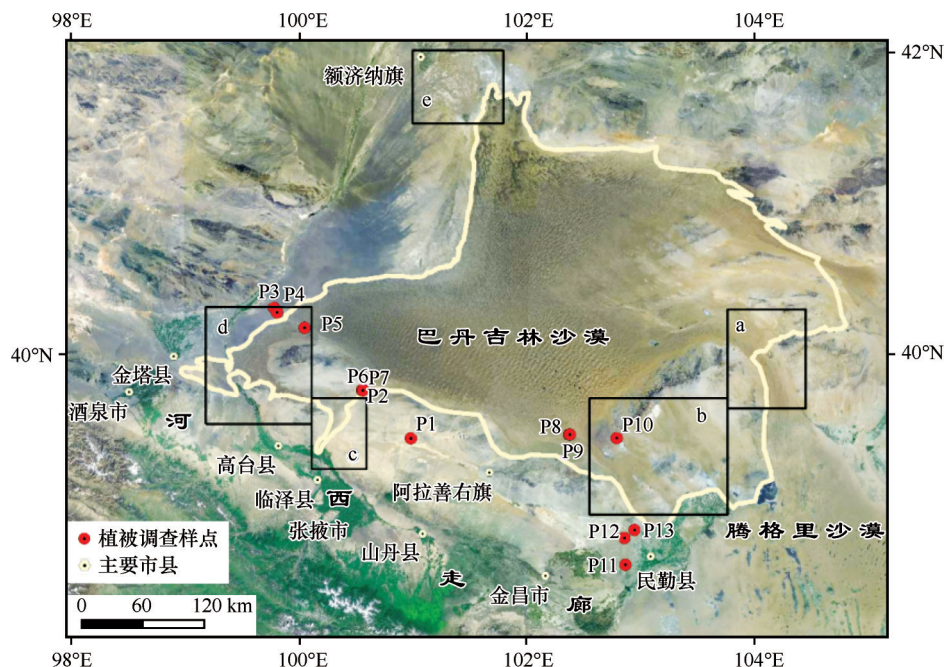 98°E 100°E 102°E 104°E
42°N
额济纳旗
e
P3 P4
d
P5
巴丹吉林沙漠
a
40°N 40°N
金塔县
P6 P7
P2
酒泉市
河
P1
P8
P9
P10
b
c
高台县
阿拉善右旗
临泽县
西
张掖市
腾格里沙漠
植被调查样点
山丹县
P12 P13
主要市县
走
P11
民勤县
金昌市
廊
0 60 120 km
98°E 100°E 102°E 104°E